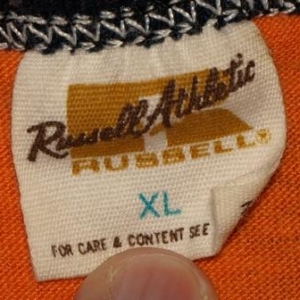 Russell Athletic
RUSSELL®
XL
FOR CARE & CONTENT SEE